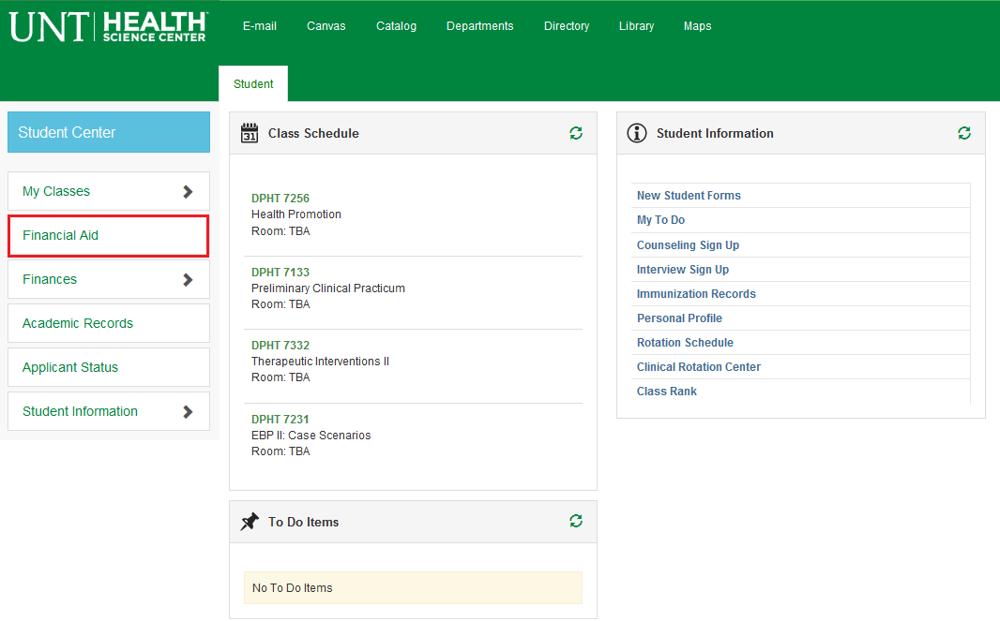 UNT HEALTH
SCIENCE CENTER
E-mail Canvas Catalog Departments Directory Library Maps
Student
Student Center
My Classes
Financial Aid
Finances
Academic Records
Applicant Status
Student Information
31 Class Schedule
DPHT 7256
Health Promotion
Room: TBA
DPHT 7133
Preliminary Clinical Practicum
Room: TBA
DPHT 7332
Therapeutic Interventions II
Room: TBA
DPHT 7231
EBP II: Case Scenarios
Room: TBA
To Do Items
No To Do Items
Student Information
New Student Forms
My To Do
Counseling Sign Up
Interview Sign Up
Immunization Records
Personal Profile
Rotation Schedule
Clinical Rotation Center
Class Rank